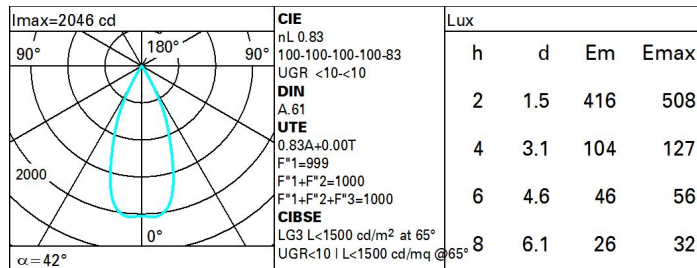 Imax=2046 cd
90° 180° 90°
2000
0°
α=42°
CIE
nL 0.83
100-100-100-100-83
UGR <10-<10
DIN
A.61
UTE
0.83A+0.00T
F"1=999
F"1+F"2=1000
F"1+F"2+F"3=1000
CIBSE
LG3 L<1500 cd/m² at 65°
UGR<10 | L<1500 cd/mq @65°
Lux
h d Em Emax
2 1.5 416 508
4 3.1 104 127
6 4.6 46 56
8 6.1 26 32